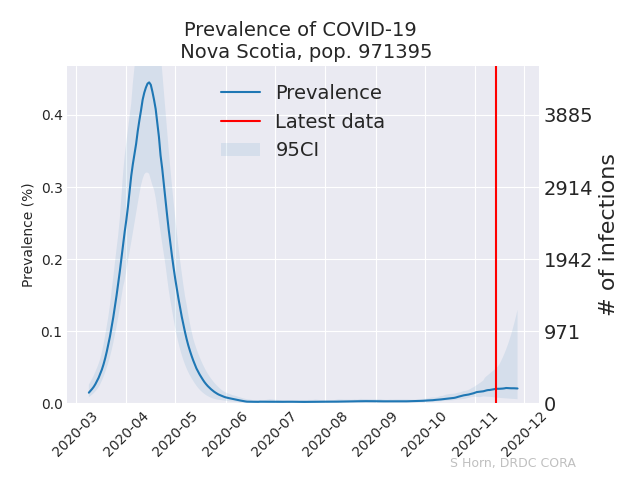 Prevalence of COVID-19
Nova Scotia, pop. 971395
Prevalence
Latest data
95CI
Prevalence (%)
0.4
0.3
0.2
0.1
0.0
3885
2914
1942
971
0
# of infections
2020-03
2020-04
2020-05
2020-06
2020-07
2020-08
2020-09
2020-10
2020-11
2020-12
S Horn, DRDC CORA